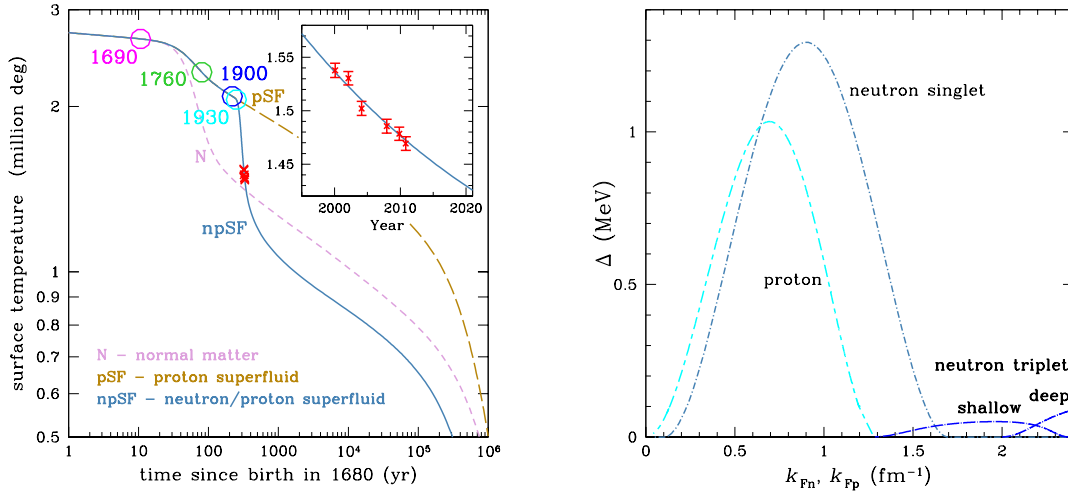 surface temperature (million deg)
2
1
0.9
0.8
0.7
0.6
0.5
1690
1760
1900
1930
pSF
N
npSF
N – normal matter
pSF – proton superfluid
npSF – neutron/proton superfluid
1 10 100 1000 10⁴ 10⁵ 10⁶
time since birth in 1680 (yr)
1.55
1.5
1.45
2000 2010 2020
Year
Δ (MeV)
1
0.5
0
neutron singlet
proton
neutron triplet
deep
shallow
0 0.5 1 1.5 2
k_Fn, k_Fp (fm⁻¹)